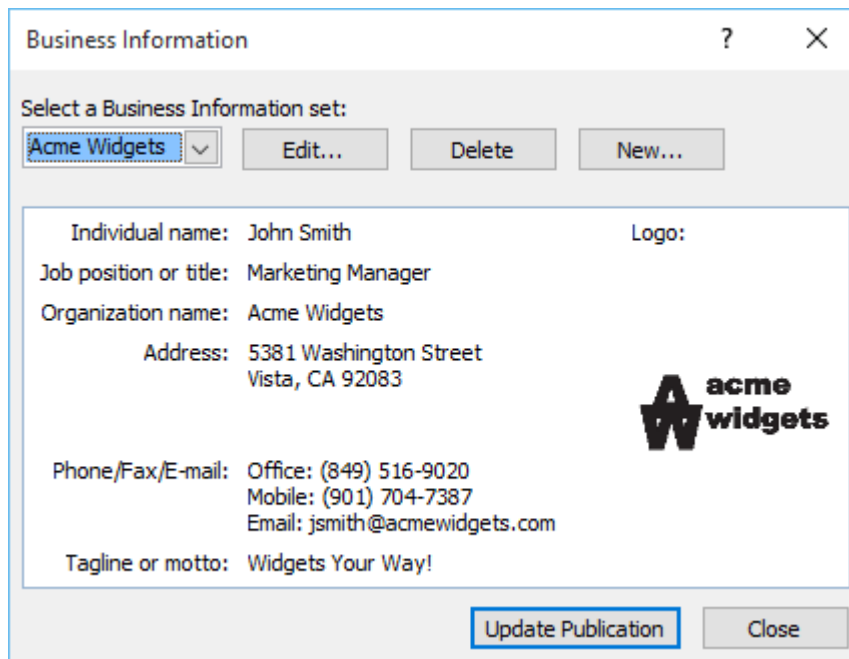 Business Information
?
Select a Business Information set:
Acme Widgets
Edit...
Delete
New...
Individual name: John Smith
Logo:
Job position or title: Marketing Manager
Organization name: Acme Widgets
Address: 5381 Washington Street
Vista, CA 92083
AW
acme
widgets
Phone/Fax/E-mail: Office: (849) 516-9020
Mobile: (901) 704-7387
Email: jsmith@acmewidgets.com
Tagline or motto: Widgets Your Way!
Update Publication
Close